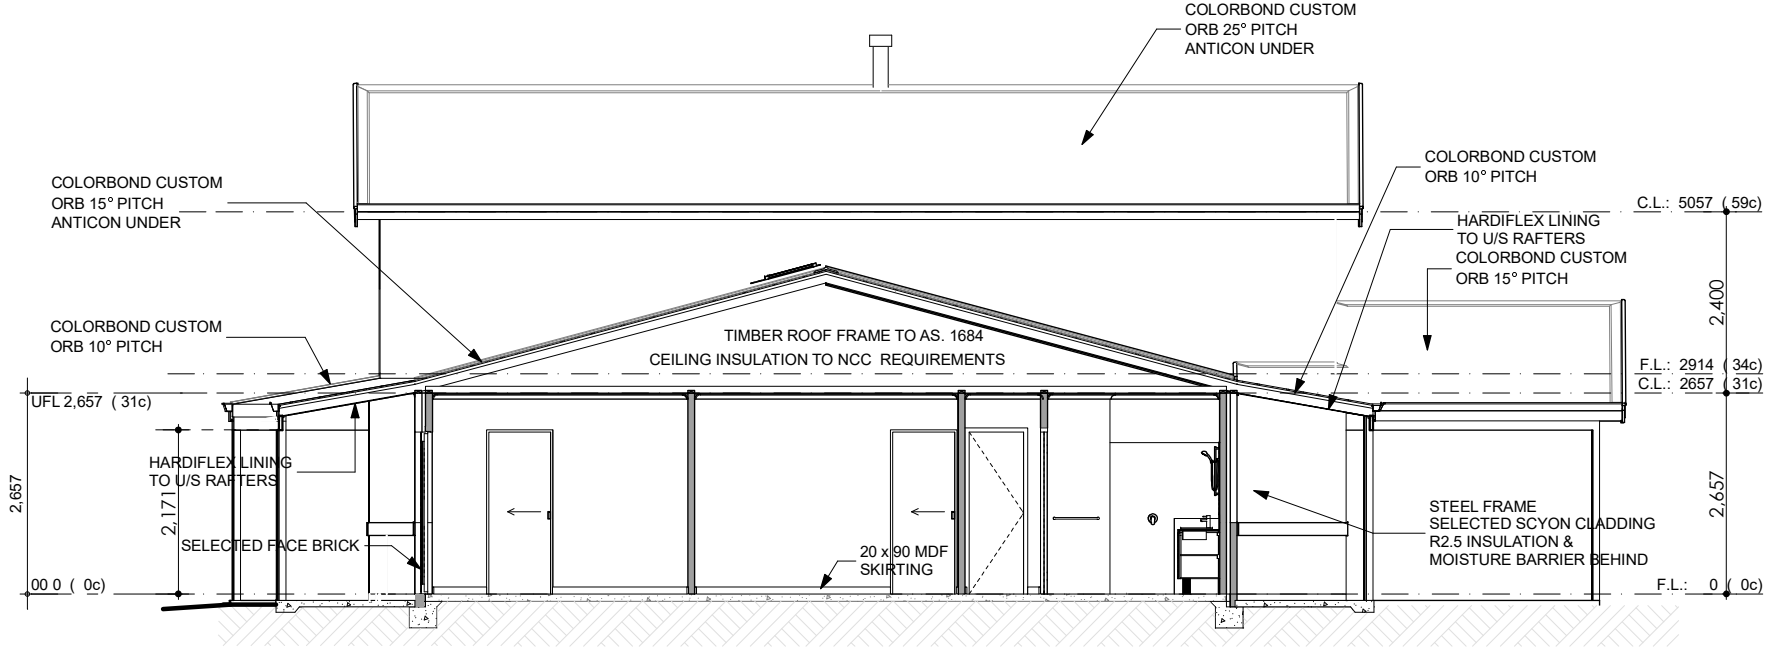 COLORBOND CUSTOM
ORB 25° PITCH
ANTICON UNDER
COLORBOND CUSTOM
ORB 10° PITCH
COLORBOND CUSTOM
ORB 15° PITCH
ANTICON UNDER
C.L.: 5057 ( 59c)
HARDIFLEX LINING
TO U/S RAFTERS
COLORBOND CUSTOM
ORB 15° PITCH
2,400
COLORBOND CUSTOM
ORB 10° PITCH
TIMBER ROOF FRAME TO AS. 1684
CEILING INSULATION TO NCC REQUIREMENTS
F.L.: 2914 ( 34c)
C.L.: 2657 ( 31c)
UFL 2,657 ( 31c)
HARDIFLEX LINING
TO U/S RAFTERS
2,657
2,171
2,657
STEEL FRAME
SELECTED SCYON CLADDING
R2.5 INSULATION &
MOISTURE BARRIER BEHIND
SELECTED FACE BRICK
20 x 90 MDF
SKIRTING
00 0 ( 0c)
F.L.: 0 ( 0c)